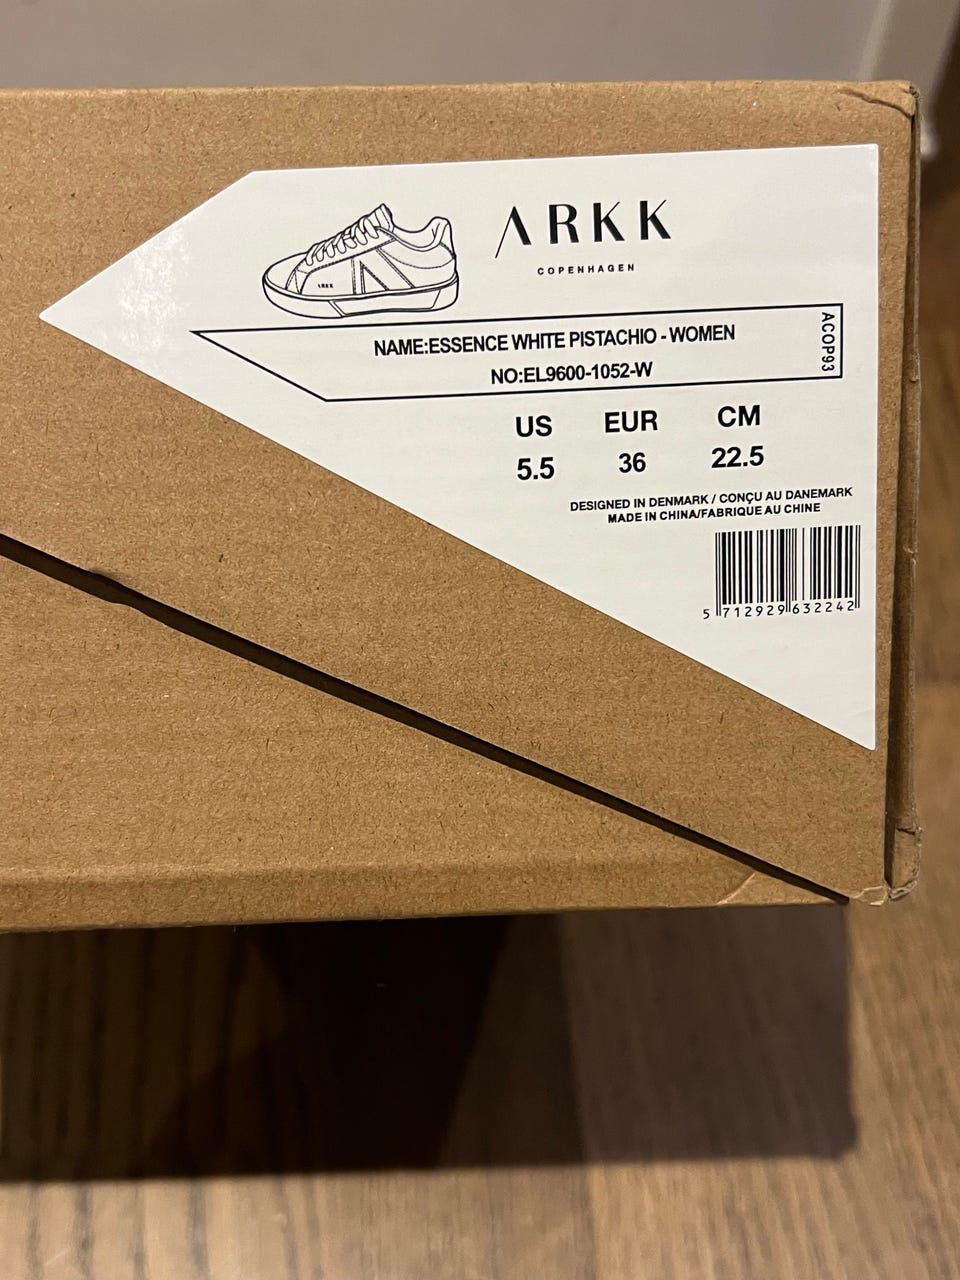 ARKK
COPENHAGEN
ARKK
NAME:ESSENCE WHITE PISTACHIO - WOMEN
NO:EL9600-1052-W
ACOP93
US EUR CM
5.5 36 22.5
DESIGNED IN DENMARK / CONÇU AU DANEMARK
MADE IN CHINA/FABRIQUE AU CHINE
5 712929 632242